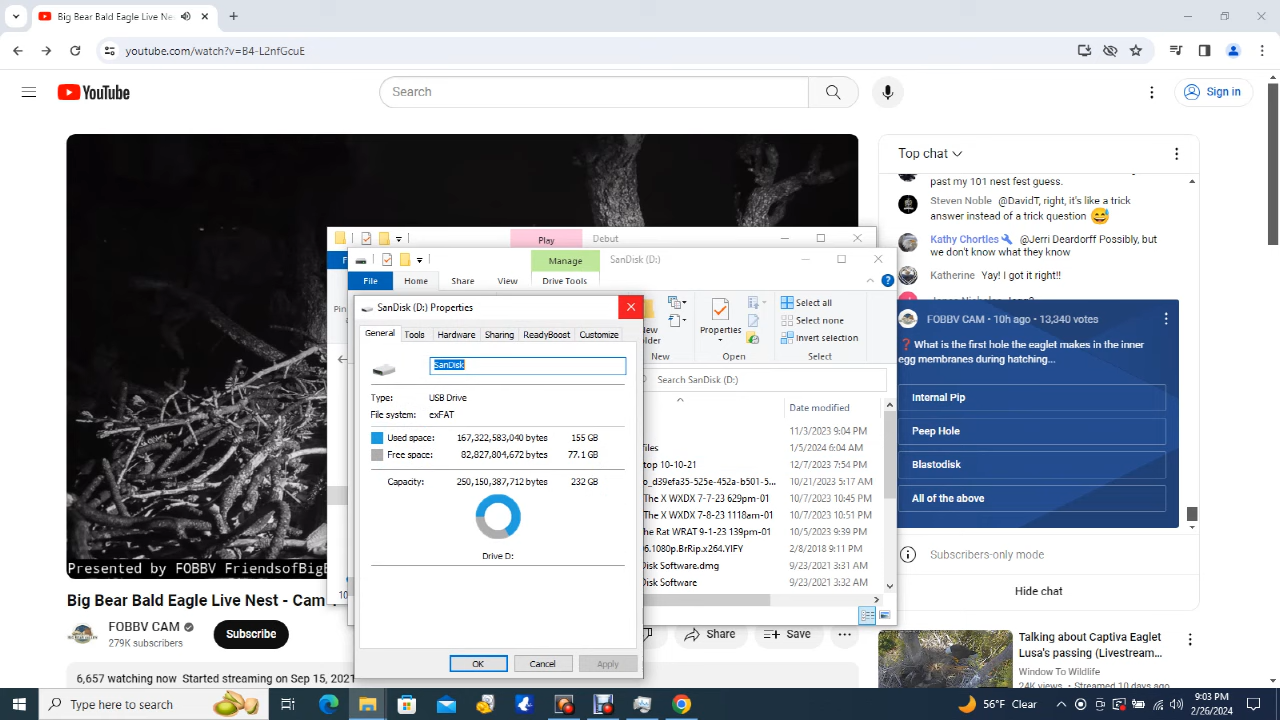 Big Bear Bald Eagle Live Nes
youtube.com/watch?v=B4-L2nfGcuE
YouTube
Search
Sign in
Top chat
past my 101 nest fest guess.
Steven Noble @DavidT, right, it's like a trick
answer instead of a trick question
Kathy Chortles @Jerri Deardorff Possibly, but
we don't know what they know
Katherine Yay! I got it right!!
FOBBV CAM • 10h ago • 13,340 votes
What is the first hole the eaglet makes in the inner
egg membranes during hatching...
Internal Pip
Peep Hole
Blastodisk
All of the above
Subscribers-only mode
Hide chat
Play Debut
Manage SanDisk (D:)
File Home Share View Drive Tools
Properties
Select all
Select none
Invert selection
New Open Select
Search SanDisk (D:)
Date modified
11/3/2023 9:04 PM
files 1/5/2024 6:04 AM
top 10-10-21 12/7/2023 7:54 PM
o_d39efa35-525e-452a-b501-5... 10/21/2023 5:17 AM
The X WXDX 7-7-23 629pm-01 10/7/2023 10:45 PM
The X WXDX 7-8-23 1118am-01 10/7/2023 10:51 PM
he Rat WRAT 9-1-23 139pm-01 10/5/2023 9:39 PM
6.1080p.BrRip.x264.YIFY 2/8/2018 9:11 PM
Disk Software.dmg 9/23/2021 3:31 AM
Disk Software 9/23/2021 3:32 AM
SanDisk (D:) Properties
General Tools Hardware Sharing ReadyBoost Customize
SanDisk
Type: USB Drive
File system: exFAT
Used space: 167,322,583,040 bytes 155 GB
Free space: 82,827,804,672 bytes 77.1 GB
Capacity: 250,150,387,712 bytes 232 GB
Drive D:
OK Cancel Apply
Presented by FOBBV FriendsofBigB
Big Bear Bald Eagle Live Nest - Cam 1
FOBBV CAM
279K subscribers
Subscribe
Share
Save
6,657 watching now Started streaming on Sep 15, 2021
Talking about Captiva Eaglet
Lusa's passing (Livestream...
Window To Wildlife
24K views • Streamed 10 days ago
Type here to search
56°F Clear
9:03 PM
2/26/2024